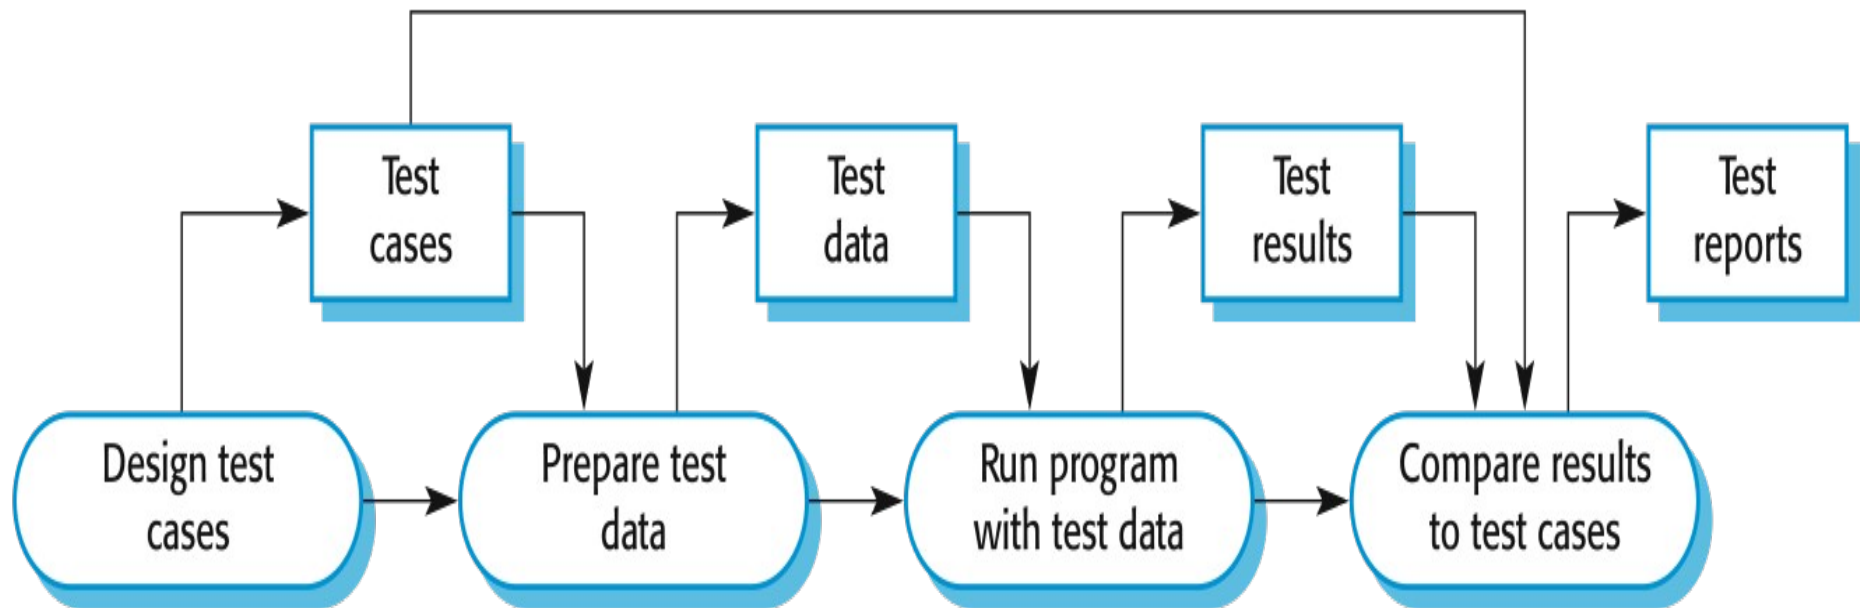 Test
cases
Test
data
Test
results
Test
reports
Design test
cases
Prepare test
data
Run program
with test data
Compare results
to test cases